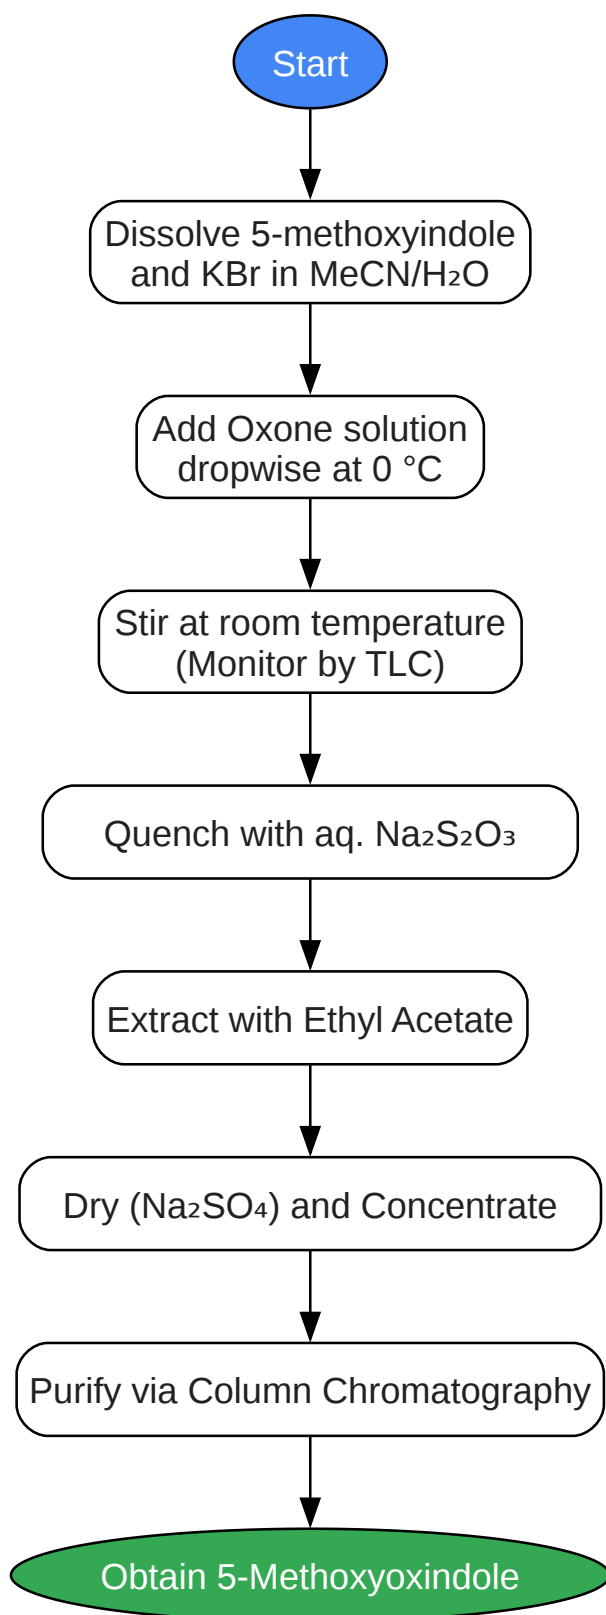 Start
Dissolve 5-methoxyindole
and KBr in MeCN/H₂O
Add Oxone solution
dropwise at 0 °C
Stir at room temperature
(Monitor by TLC)
Quench with aq. Na₂S₂O₃
Extract with Ethyl Acetate
Dry (Na₂SO₄) and Concentrate
Purify via Column Chromatography
Obtain 5-Methoxyoxindole